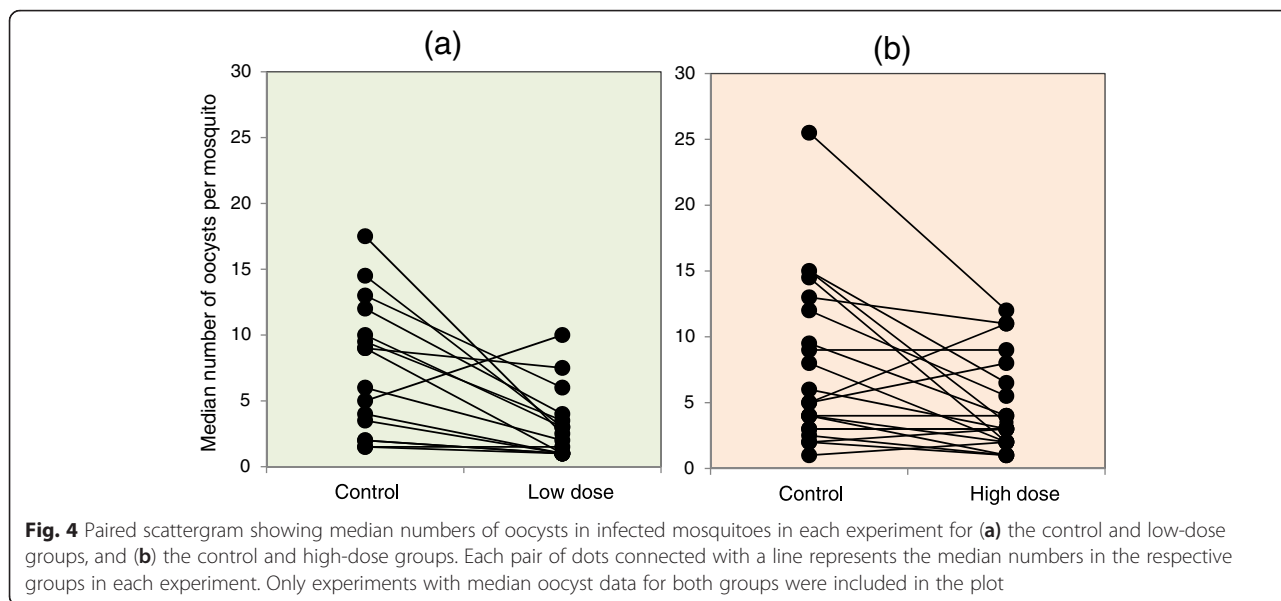 (a)
(b)
Median number of oocysts per mosquito
30
25
20
15
10
5
0
Control
Low dose
30
25
20
15
10
5
0
Control
High dose
Fig. 4 Paired scattergram showing median numbers of oocysts in infected mosquitoes in each experiment for (a) the control and low-dose
groups, and (b) the control and high-dose groups. Each pair of dots connected with a line represents the median numbers in the respective
groups in each experiment. Only experiments with median oocyst data for both groups were included in the plot